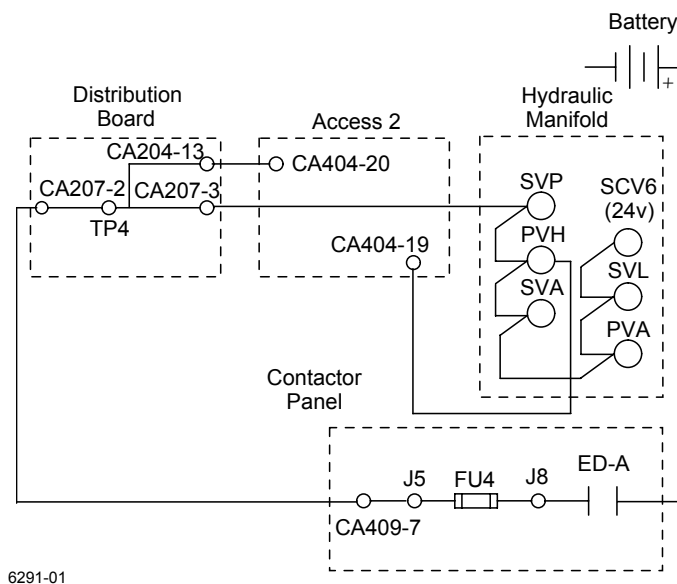 Battery
+
Distribution
Board
Access 2
Hydraulic
Manifold
CA204-13
CA404-20
CA207-2
CA207-3
TP4
SVP
SCV6
(24v)
PVH
CA404-19
SVA
SVL
PVA
Contactor
Panel
J5
FU4
J8
ED-A
CA409-7
6291-01